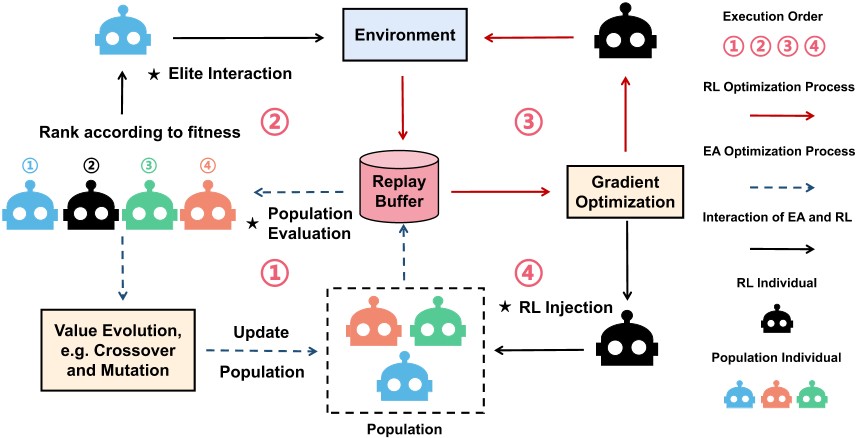 Environment
★ Elite Interaction
②
③
Rank according to fitness
① ② ③ ④
Replay
Buffer
Gradient
Optimization
★ Population
Evaluation
①
④
★ RL Injection
Value Evolution,
e.g. Crossover
and Mutation
Update
Population
Population
Execution Order
① ② ③ ④
RL Optimization Process
EA Optimization Process
Interaction of EA and RL
RL Individual
Population Individual